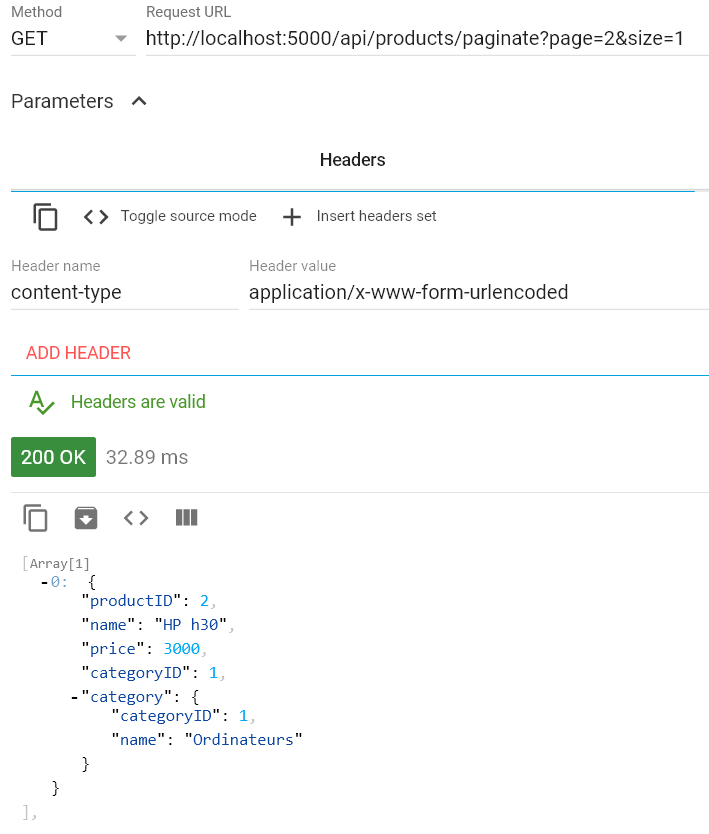 Method Request URL
GET http://localhost:5000/api/products/paginate?page=2&size=1
Parameters
Headers
Toggle source mode Insert headers set
Header name Header value
content-type application/x-www-form-urlencoded
ADD HEADER
Headers are valid
200 OK 32.89 ms
[Array[1]
-0: {
"productID": 2,
"name": "HP h30",
"price": 3000,
"categoryID": 1,
-"category": {
"categoryID": 1,
"name": "Ordinateurs"
}
}
],